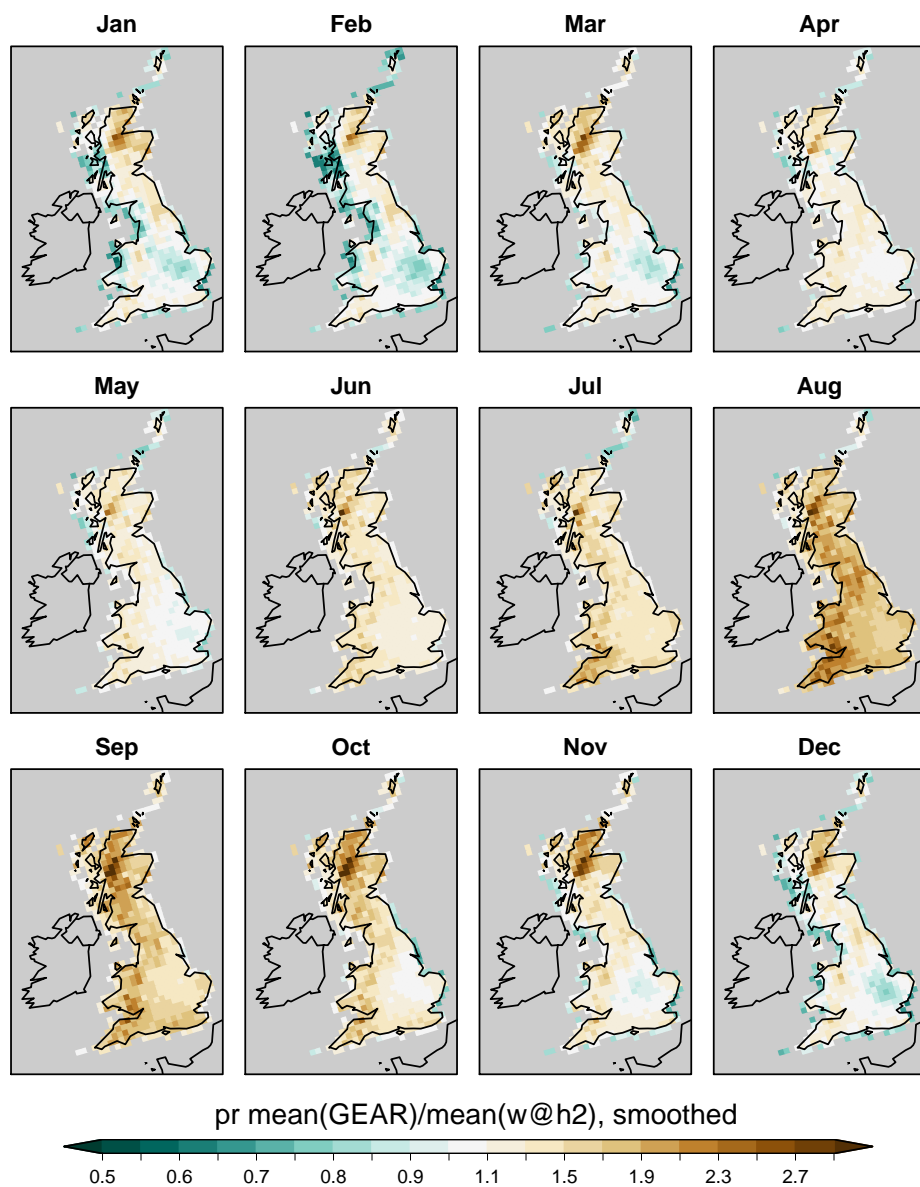 Jan Feb Mar Apr
May Jun Jul Aug
Sep Oct Nov Dec
pr mean(GEAR)/mean(w@h2), smoothed
0.5 0.6 0.7 0.8 0.9 1.1 1.5 1.9 2.3 2.7